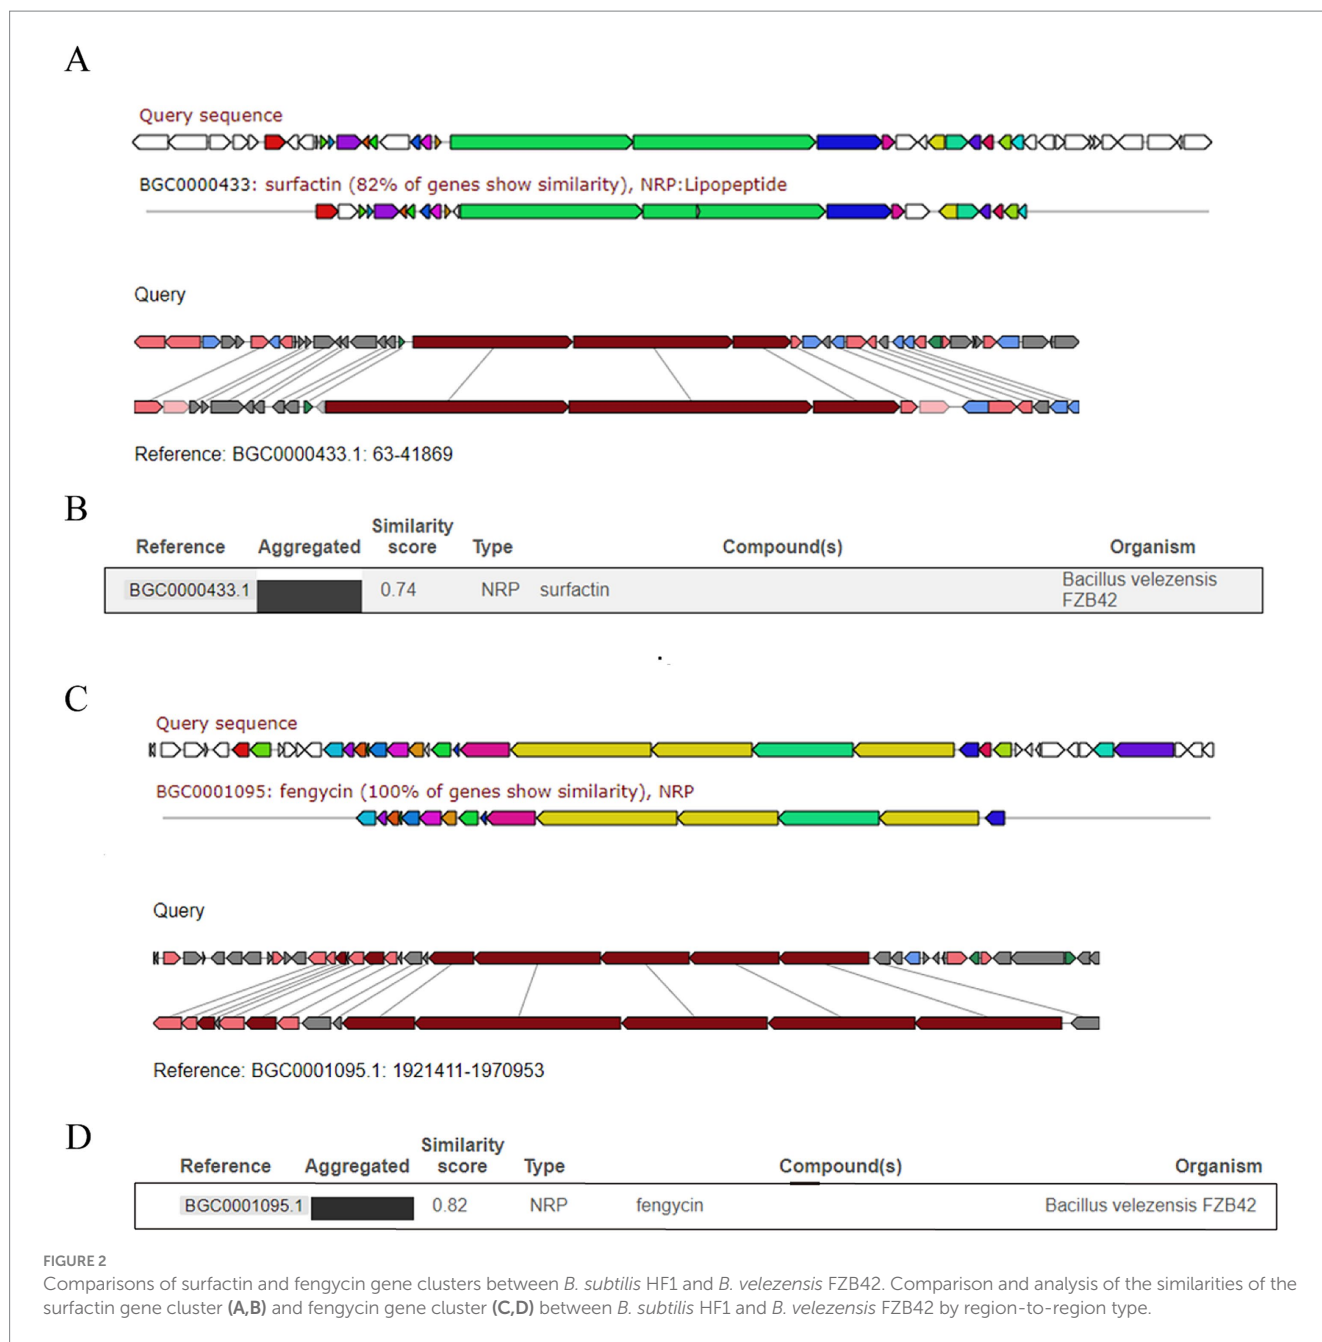 A
Query sequence
BGC0000433: surfactin (82% of genes show similarity), NRP:Lipopeptide
Query
Reference: BGC0000433.1: 63-41869
B
Reference Aggregated Similarity score Type Compound(s) Organism
BGC0000433.1 0.74 NRP surfactin Bacillus velezensis FZB42
C
Query sequence
BGC0001095: fengycin (100% of genes show similarity), NRP
Query
Reference: BGC0001095.1: 1921411-1970953
D
Reference Aggregated Similarity score Type Compound(s) Organism
BGC0001095.1 0.82 NRP fengycin Bacillus velezensis FZB42
FIGURE 2
Comparisons of surfactin and fengycin gene clusters between B. subtilis HF1 and B. velezensis FZB42. Comparison and analysis of the similarities of the
surfactin gene cluster (A,B) and fengycin gene cluster (C,D) between B. subtilis HF1 and B. velezensis FZB42 by region-to-region type.